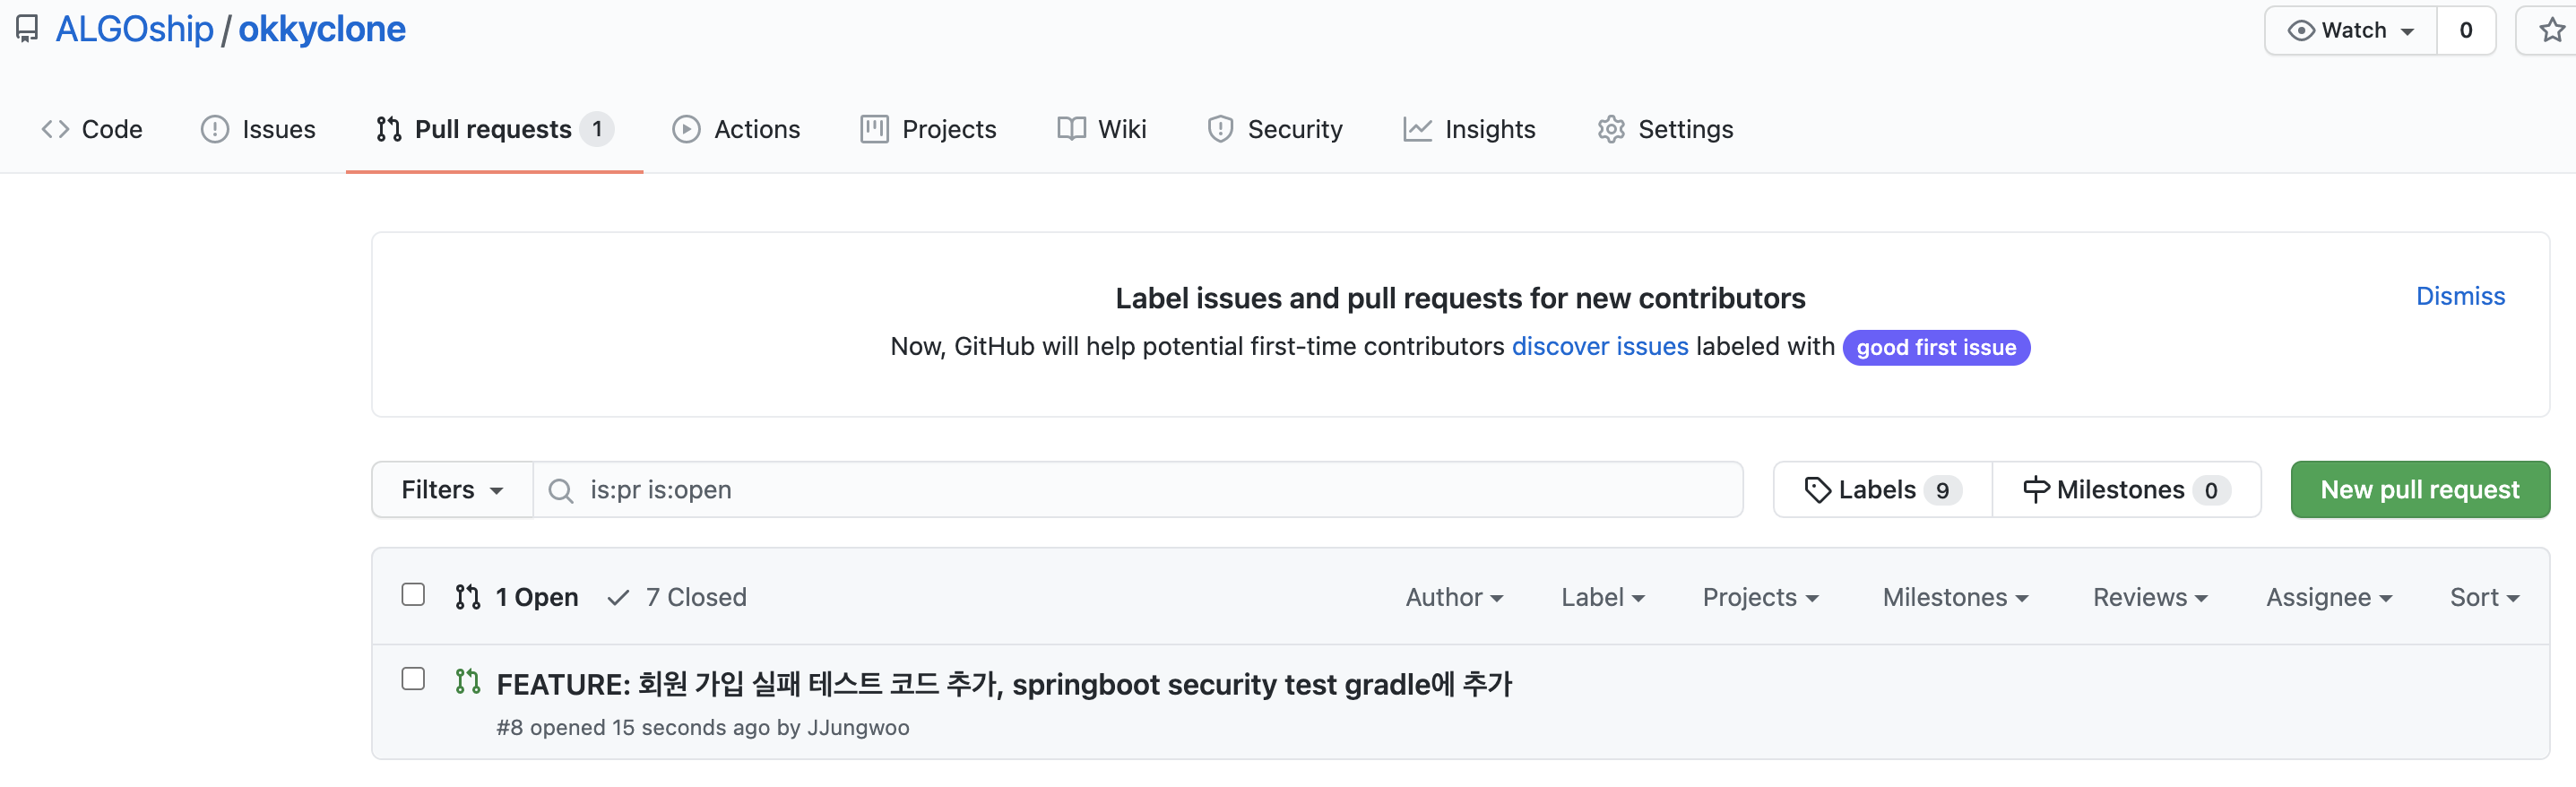 ALGOship / okkyclone
Watch 0
Code Issues Pull requests 1 Actions Projects Wiki Security Insights Settings
Label issues and pull requests for new contributors
Dismiss
Now, GitHub will help potential first-time contributors discover issues labeled with good first issue
Filters is:pr is:open Labels 9 Milestones 0 New pull request
1 Open 7 Closed Author Label Projects Milestones Reviews Assignee Sort
FEATURE: 회원 가입 실패 테스트 코드 추가, springboot security test gradle에 추가
#8 opened 15 seconds ago by JJungwoo